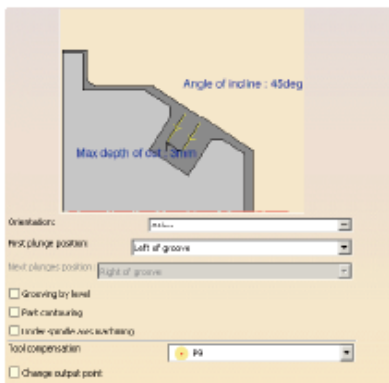 Angle of incline : 45deg
Max depth of cut : 3mm
Orientation:
First plunge position: Left of groove
Next plunges position: Right of groove
Grooving by level
Part contouring
Under spindle axis machining
Tool compensation P9
Change output point